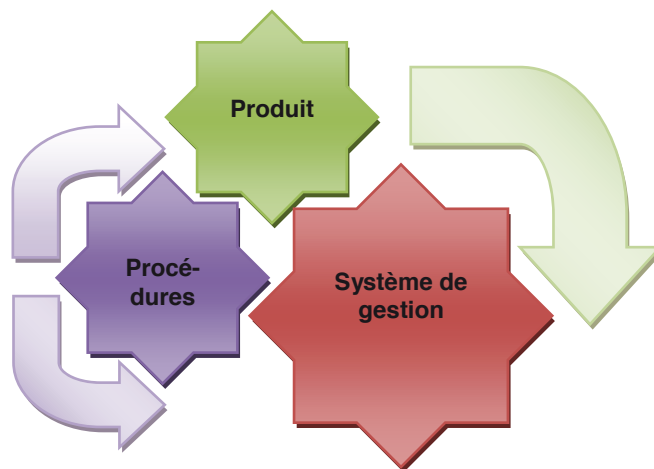 Produit
Procé-
dures
Système de
gestion